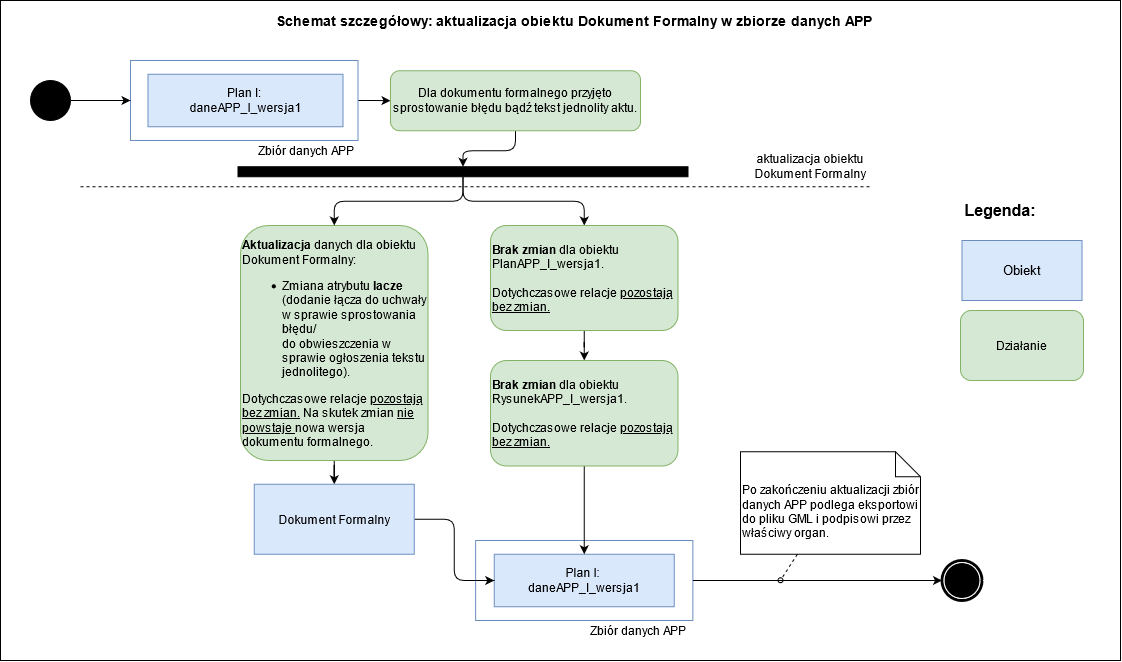 Schemat szczegółowy: aktualizacja obiektu Dokument Formalny w zbiorze danych APP
Plan I:
daneAPP_I_wersja1
Zbiór danych APP
Dla dokumentu formalnego przyjęto
sprostowanie błędu bądź tekst jednolity aktu.
aktualizacja obiektu
Dokument Formalny
Legenda:
Obiekt
Działanie
Aktualizacja danych dla obiektu
Dokument Formalny:
• Zmiana atrybutu lacze
(dodanie łącza do uchwały
w sprawie sprostowania
błędu/
do obwieszczenia w
sprawie ogłoszenia tekstu
jednolitego).
Dotychczasowe relacje pozostają
bez zmian. Na skutek zmian nie
powstaje nowa wersja
dokumentu formalnego.
Brak zmian dla obiektu
PlanAPP_I_wersja1.
Dotychczasowe relacje pozostają
bez zmian.
Brak zmian dla obiektu
RysunekAPP_I_wersja1.
Dotychczasowe relacje pozostają
bez zmian.
Dokument Formalny
Plan I:
daneAPP_I_wersja1
Zbiór danych APP
Po zakończeniu aktualizacji zbiór
danych APP podlega eksportowi
do pliku GML i podpisowi przez
właściwy organ.